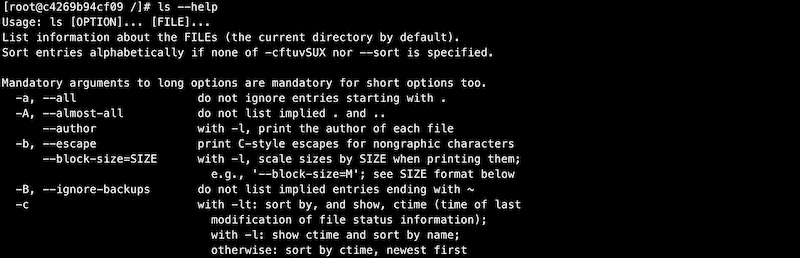 [root@c4269b94cf09 /]# ls --help
Usage: ls [OPTION]... [FILE]...
List information about the FILEs (the current directory by default).
Sort entries alphabetically if none of -cftuvSUX nor --sort is specified.

Mandatory arguments to long options are mandatory for short options too.
  -a, --all                  do not ignore entries starting with .
  -A, --almost-all           do not list implied . and ..
      --author               with -l, print the author of each file
  -b, --escape               print C-style escapes for nongraphic characters
      --block-size=SIZE      with -l, scale sizes by SIZE when printing them;
                               e.g., '--block-size=M'; see SIZE format below
  -B, --ignore-backups       do not list implied entries ending with ~
  -c                         with -lt: sort by, and show, ctime (time of last
                               modification of file status information);
                               with -l: show ctime and sort by name;
                               otherwise: sort by ctime, newest first